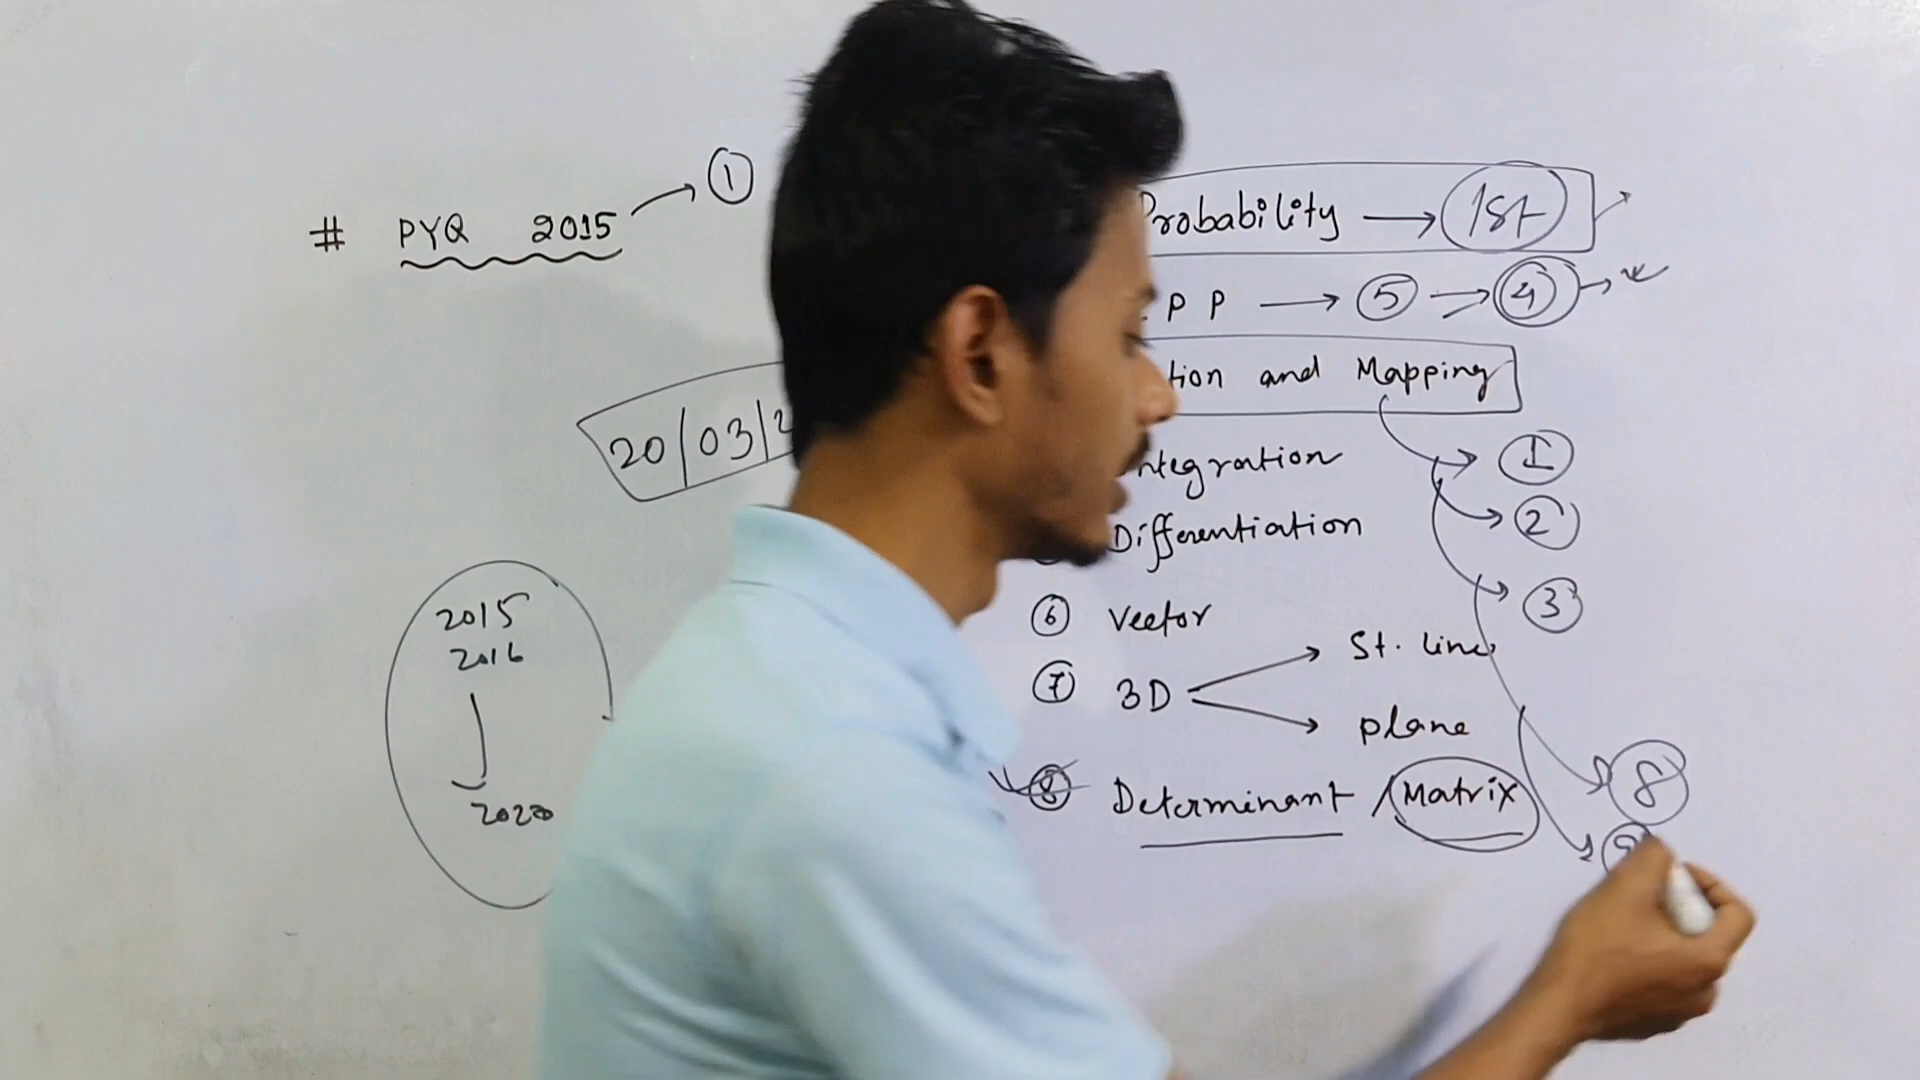 # PYQ 2015 → ①
Probability → 1st
PP → ⑤ → ④ →
tion and Mapping
ntegration
①
Differentiation
②
⑥ Vector
③
⑦ 3D
St. line
plane
⑧ Determinant / Matrix
⑧
20/03/2
2015
2016
2020